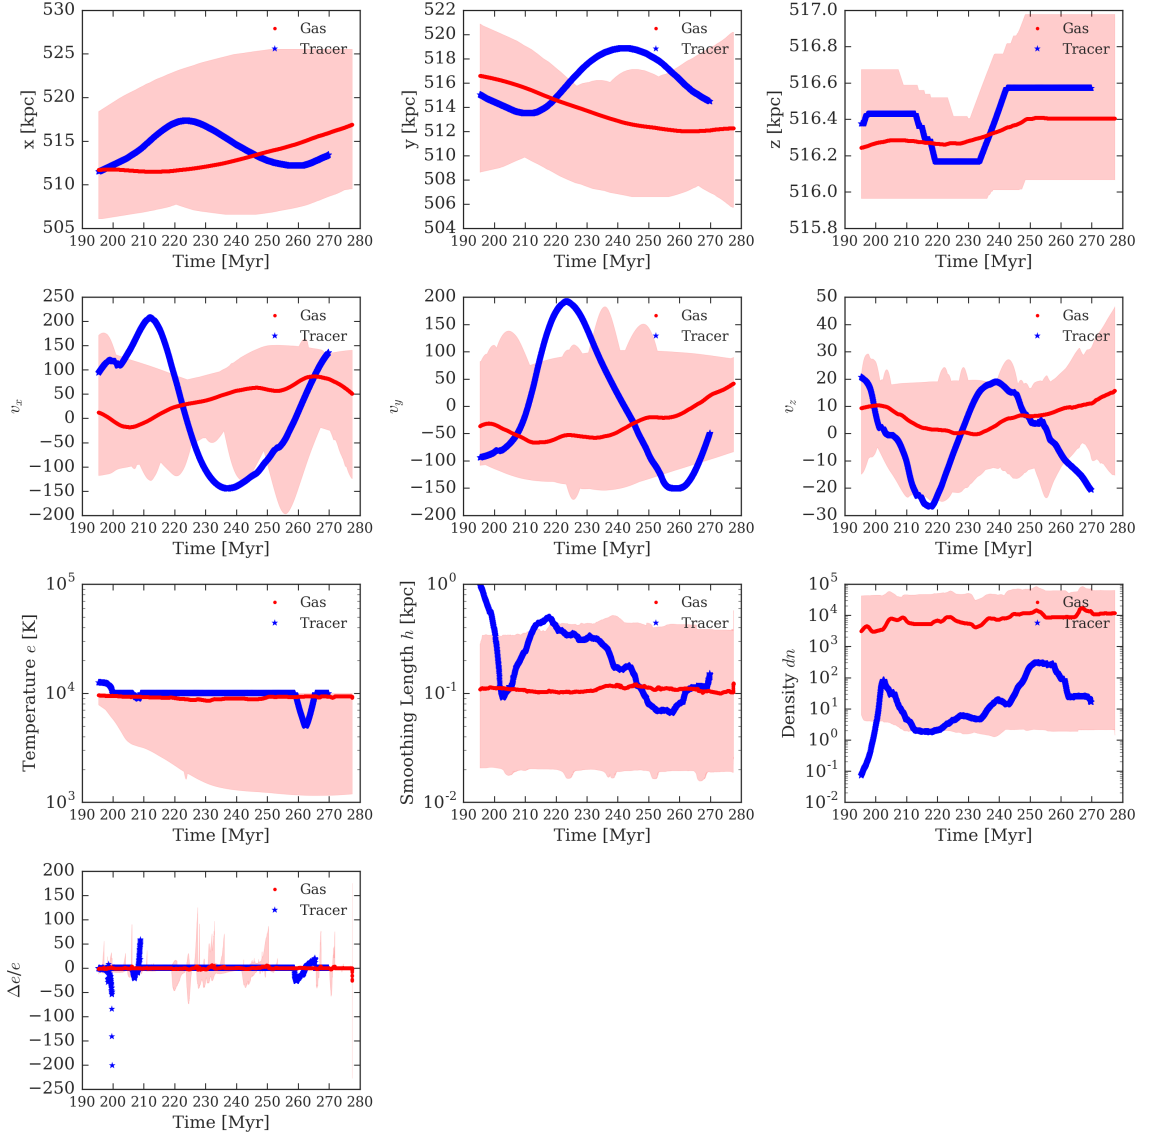 530
525
520
515
510
505
x [kpc]
Gas
Tracer
190 200 210 220 230 240 250 260 270 280
Time [Myr]
522
520
518
516
514
512
510
508
506
504
y [kpc]
Gas
Tracer
190 200 210 220 230 240 250 260 270 280
Time [Myr]
517.0
516.8
516.6
516.4
516.2
516.0
515.8
z [kpc]
Gas
Tracer
190 200 210 220 230 240 250 260 270 280
Time [Myr]
250
200
150
100
50
0
−50
−100
−150
−200
v_x
Gas
Tracer
190 200 210 220 230 240 250 260 270 280
Time [Myr]
200
150
100
50
0
−50
−100
−150
−200
v_y
Gas
Tracer
190 200 210 220 230 240 250 260 270 280
Time [Myr]
50
40
30
20
10
0
−10
−20
−30
v_z
Gas
Tracer
190 200 210 220 230 240 250 260 270 280
Time [Myr]
10^5
10^4
10^3
Temperature e [K]
Gas
Tracer
190 200 210 220 230 240 250 260 270 280
Time [Myr]
10^0
10^-1
10^-2
Smoothing Length h [kpc]
Gas
Tracer
190 200 210 220 230 240 250 260 270 280
Time [Myr]
10^5
10^4
10^3
10^2
10^1
10^0
10^-1
10^-2
Density dn
Gas
Tracer
190 200 210 220 230 240 250 260 270 280
Time [Myr]
200
150
100
50
0
−50
−100
−150
−200
−250
Δe/e
Gas
Tracer
190 200 210 220 230 240 250 260 270 280
Time [Myr]